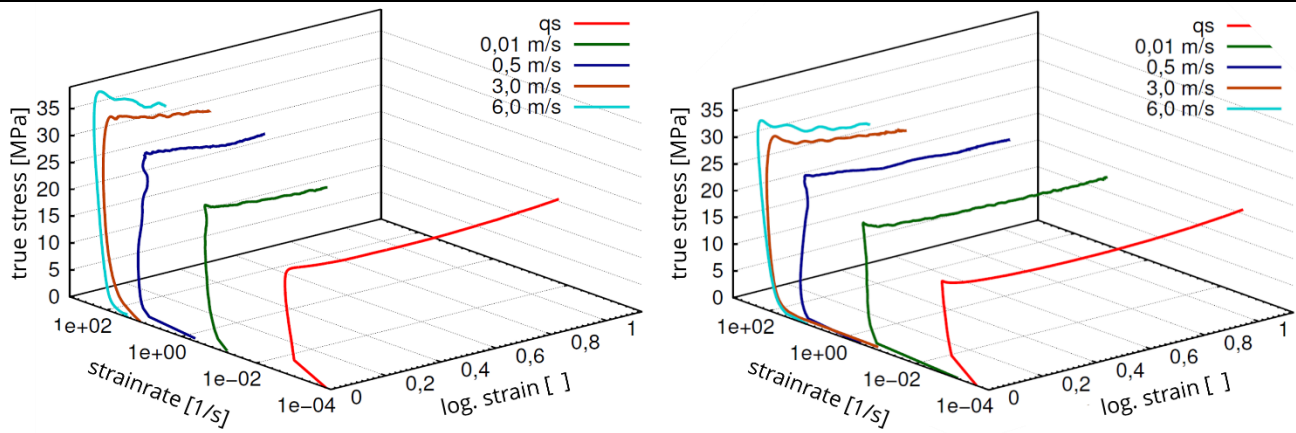 qs
0,01 m/s
0,5 m/s
3,0 m/s
6,0 m/s
true stress [MPa]
35
30
25
20
15
10
5
0
1e+02
1e+00
1e-02
1e-04
strainrate [1/s]
0
0,2
0,4
0,6
0,8
1
log. strain [ ]
qs
0,01 m/s
0,5 m/s
3,0 m/s
6,0 m/s
true stress [MPa]
35
30
25
20
15
10
5
0
1e+02
1e+00
1e-02
1e-04
strainrate [1/s]
0
0,2
0,4
0,6
0,8
1
log. strain [ ]